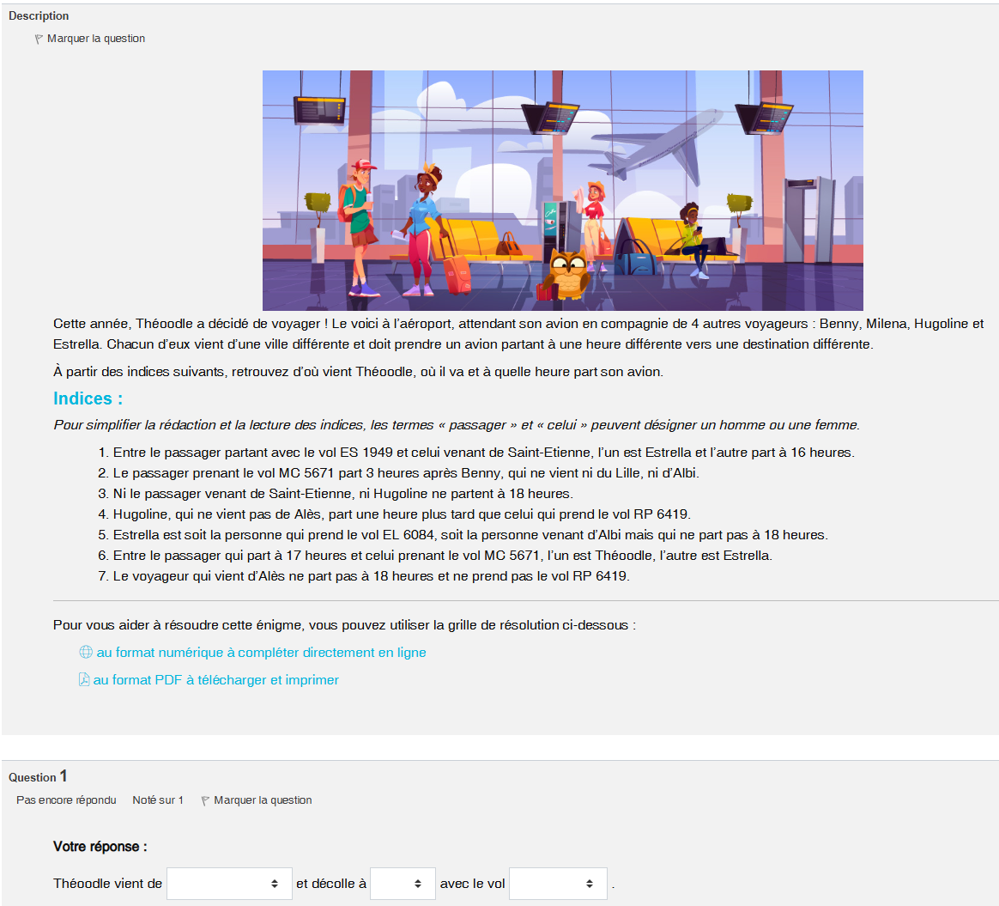 Description
Marquer la question
Cette année, Théoodle a décidé de voyager ! Le voici à l’aéroport, attendant son avion en compagnie de 4 autres voyageurs : Benny, Milena, Hugoline et
Estrella. Chacun d’eux vient d’une ville différente et doit prendre un avion partant à une heure différente vers une destination différente.
À partir des indices suivants, retrouvez d’où vient Théoodle, où il va et à quelle heure part son avion.
Indices :
Pour simplifier la rédaction et la lecture des indices, les termes « passager » et « celui » peuvent désigner un homme ou une femme.
1. Entre le passager partant avec le vol ES 1949 et celui venant de Saint-Etienne, l’un est Estrella et l’autre part à 16 heures.
2. Le passager prenant le vol MC 5671 part 3 heures après Benny, qui ne vient ni du Lille, ni d’Albi.
3. Ni le passager venant de Saint-Etienne, ni Hugoline ne partent à 18 heures.
4. Hugoline, qui ne vient pas de Alès, part une heure plus tard que celui qui prend le vol RP 6419.
5. Estrella est soit la personne qui prend le vol EL 6084, soit la personne venant d’Albi mais qui ne part pas à 18 heures.
6. Entre le passager qui part à 17 heures et celui prenant le vol MC 5671, l’un est Théoodle, l’autre est Estrella.
7. Le voyageur qui vient d’Alès ne part pas à 18 heures et ne prend pas le vol RP 6419.
Pour vous aider à résoudre cette énigme, vous pouvez utiliser la grille de résolution ci-dessous :
au format numérique à compléter directement en ligne
au format PDF à télécharger et imprimer
Question 1
Pas encore répondu Noté sur 1 Marquer la question
Votre réponse :
Théoodle vient de et décolle à avec le vol .